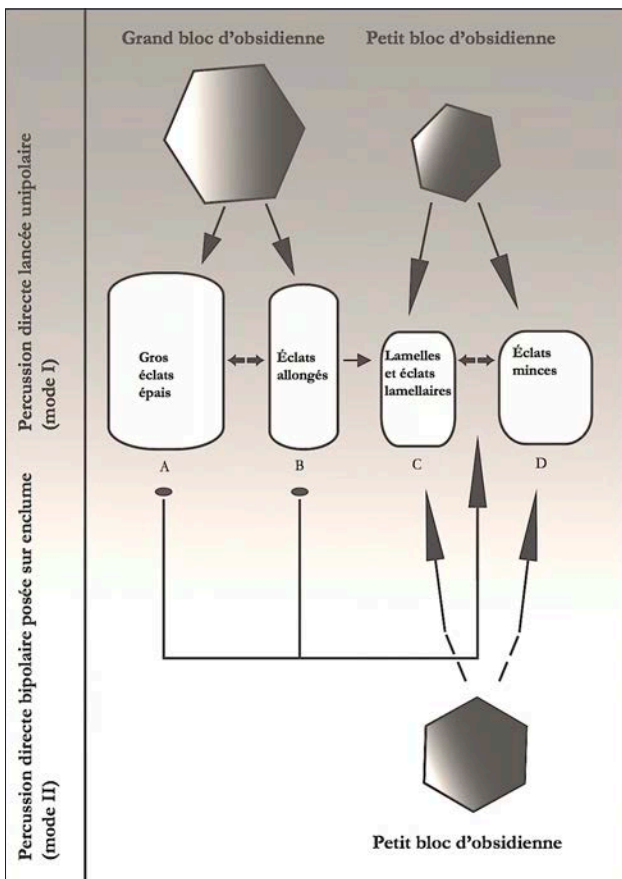 Grand bloc d'obsidienne
Petit bloc d'obsidienne
Percussion directe lancée unipolaire
(mode I)
Gros
éclats
épais
Éclats
allongés
Lamelles
et éclats
lamellaires
Éclats
minces
A
B
C
D
Percussion directe bipolaire posée sur enclume
(mode II)
Petit bloc d'obsidienne